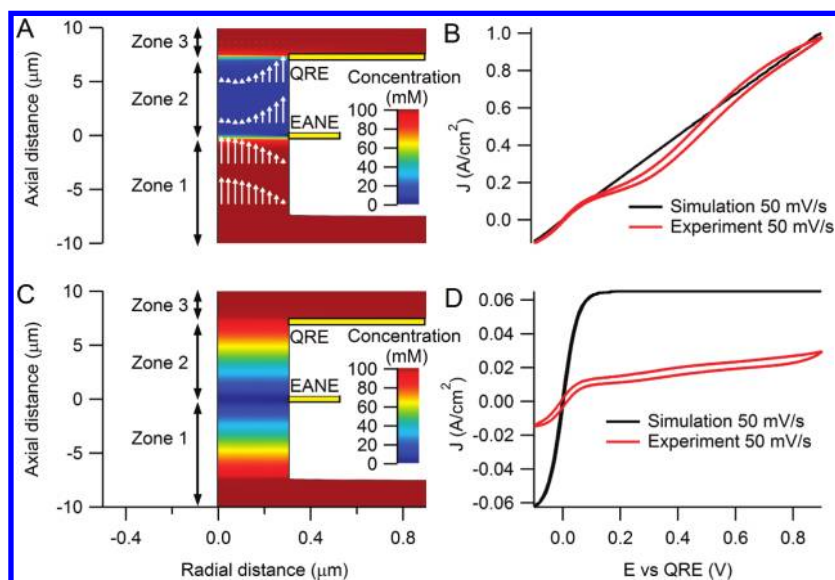 A
10
5
0
-5
-10
Axial distance (µm)
Zone 3
Zone 2
Zone 1
QRE
EANE
Concentration
(mM)
100
80
60
40
20
0
B
1.0
0.8
0.6
0.4
0.2
0.0
J (A/cm²)
Simulation 50 mV/s
Experiment 50 mV/s
C
10
5
0
-5
-10
Axial distance (µm)
Zone 3
Zone 2
Zone 1
QRE
EANE
Concentration
(mM)
100
80
60
40
20
0
-0.4
0.0
0.4
0.8
Radial distance (µm)
D
0.06
0.04
0.02
0.00
-0.02
-0.04
-0.06
J (A/cm²)
Simulation 50 mV/s
Experiment 50 mV/s
0.0
0.2
0.4
0.6
0.8
E vs QRE (V)